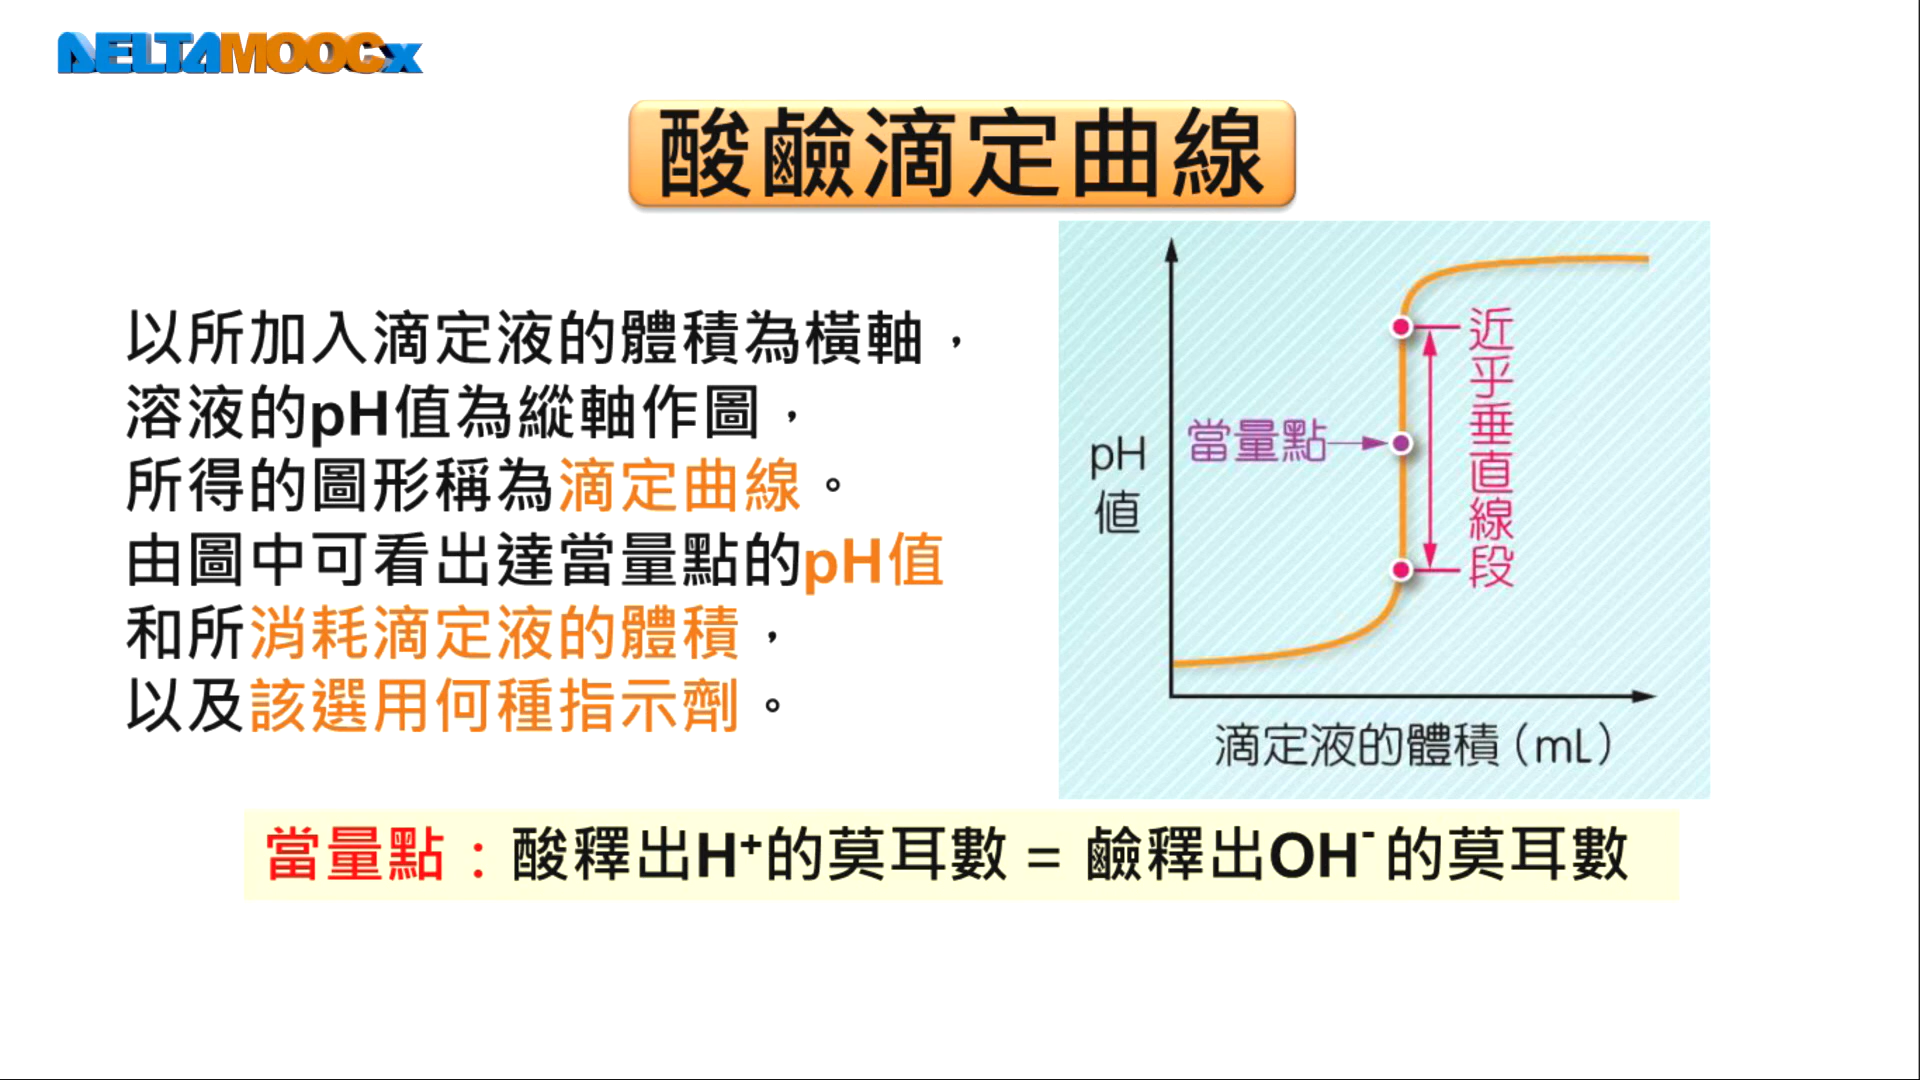 DELTAMOOCx
酸鹼滴定曲線
以所加入滴定液的體積為橫軸，
溶液的pH值為縱軸作圖，
所得的圖形稱為滴定曲線。
由圖中可看出達當量點的pH值
和所消耗滴定液的體積，
以及該選用何種指示劑。
pH
值
當量點
近乎垂直線段
滴定液的體積（mL）
當量點：酸釋出H⁺的莫耳數 = 鹼釋出OH⁻的莫耳數